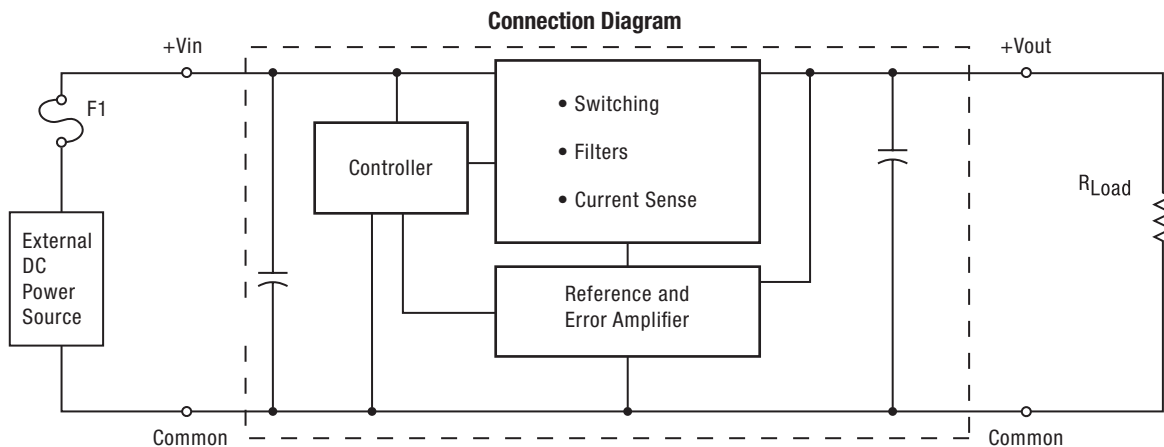 Connection Diagram
+Vin
+Vout
F1
• Switching
• Filters
• Current Sense
Controller
RLoad
External
DC
Power
Source
Reference and
Error Amplifier
Common
Common